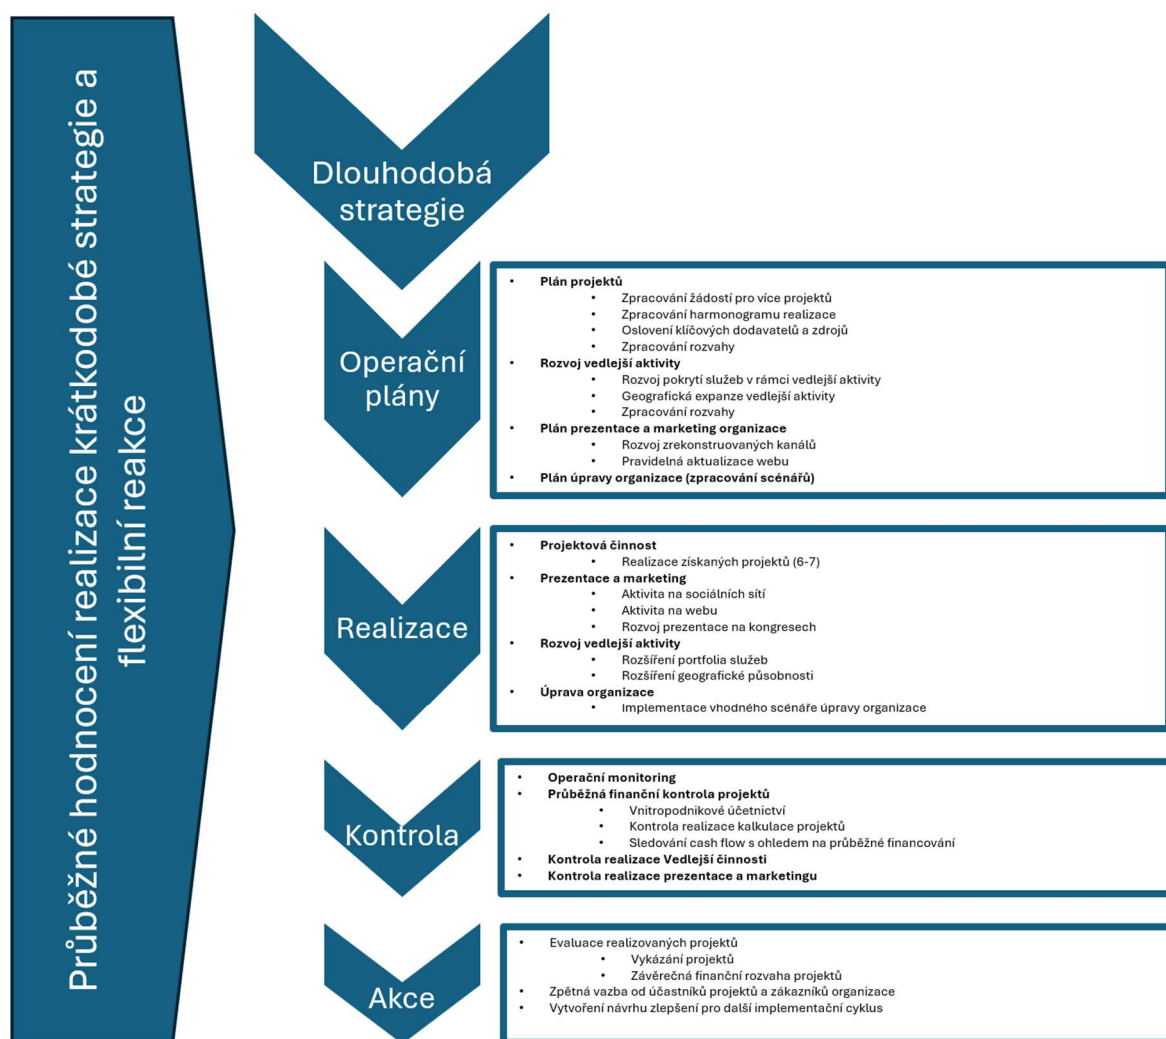 Průběžné hodnocení realizace krátkodobé strategie a
flexibilní reakce
Dlouhodobá
strategie
Operační
plány
• Plán projektů
• Zpracování žádostí pro více projektů
• Zpracování harmonogramu realizace
• Oslovení klíčových dodavatelů a zdrojů
• Zpracování rozvahy
• Rozvoj vedlejší aktivity
• Rozvoj pokrytí služeb v rámci vedlejší aktivity
• Geografická expanze vedlejší aktivity
• Zpracování rozvahy
• Plán prezentace a marketing organizace
• Rozvoj zrekonstruovaných kanálů
• Pravidelná aktualizace webu
• Plán úpravy organizace (zpracování scénářů)
Realizace
• Projektová činnost
• Realizace získaných projektů (6-7)
• Prezentace a marketing
• Aktivita na sociálních sítí
• Aktivita na webu
• Rozvoj prezentace na kongresech
• Rozvoj vedlejší aktivity
• Rozšíření portfolia služeb
• Rozšíření geografické působnosti
• Úprava organizace
• Implementace vhodného scénáře úpravy organizace
Kontrola
• Operační monitoring
• Průběžná finanční kontrola projektů
• Vnitropodnikové účetnictví
• Kontrola realizace kalkulace projektů
• Sledování cash flow s ohledem na průběžné financování
• Kontrola realizace Vedlejší činnosti
• Kontrola realizace prezentace a marketingu
Akce
• Evaluace realizovaných projektů
• Vykázání projektů
• Závěrečná finanční rozvaha projektů
• Zpětná vazba od účastníků projektů a zákazníků organizace
• Vytvoření návrhu zlepšení pro další implementační cyklus